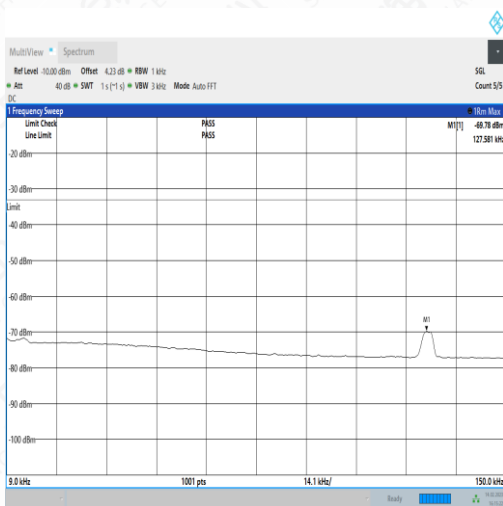 MultiView Spectrum
Ref Level -10.00 dBm Offset 4.23 dB RBW 1 kHz SGL
Att 40 dB SWT 1 s (~1 s) VBW 3 kHz Mode Auto FFT Count 5/5
DC
1 Frequency Sweep 1Rm Max
Limit Check PASS M1[1] -69.78 dBm
Line Limit PASS 127.581 kHz
-20 dBm
-30 dBm
Limit
-40 dBm
-50 dBm
-60 dBm
M1
-70 dBm
-80 dBm
-90 dBm
-100 dBm
9.0 kHz 1001 pts 14.1 kHz/ 150.0 kHz
Ready